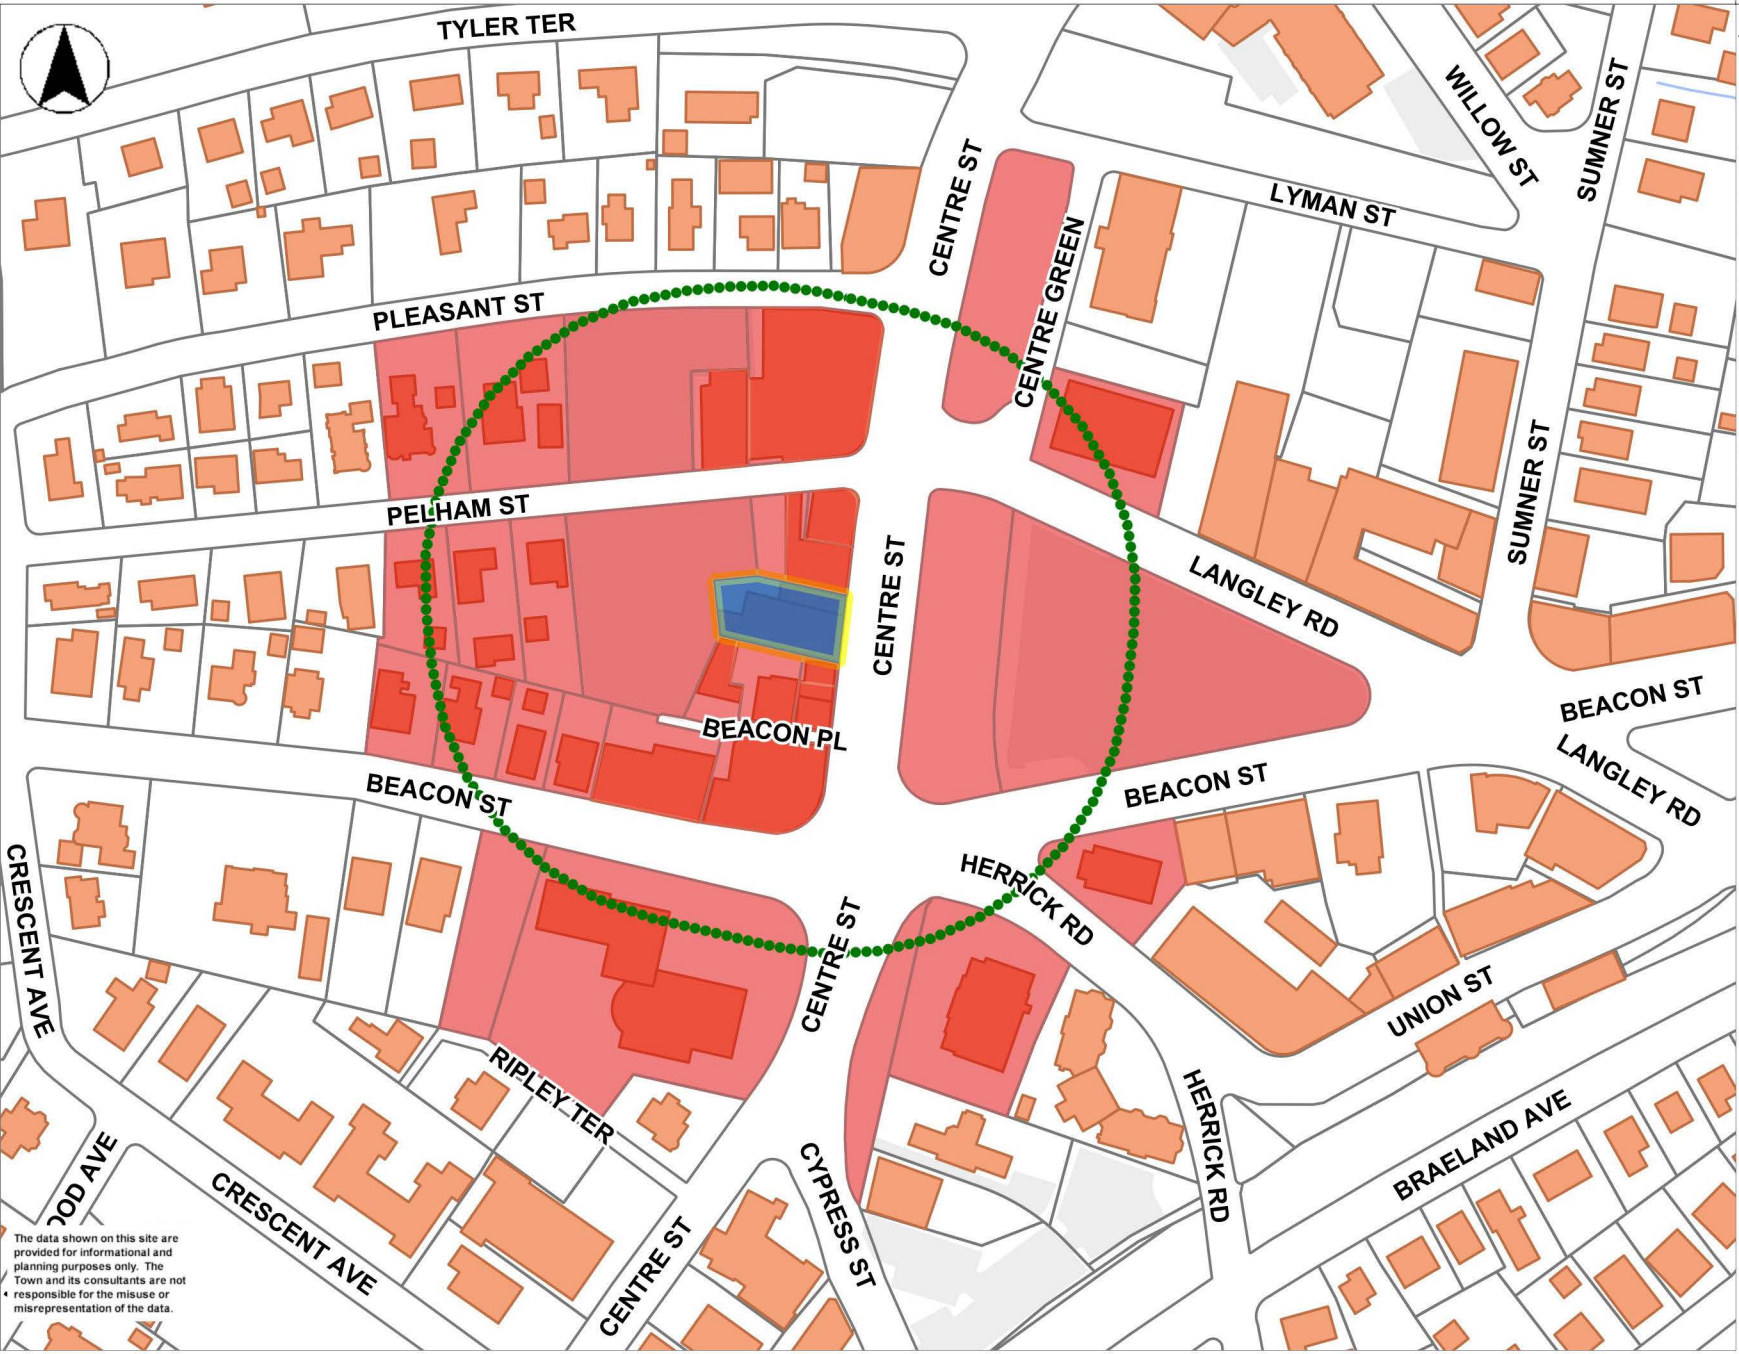 TYLER TER
WILLOW ST
SUMNER ST
CENTRE ST
LYMAN ST
CENTRE GREEN
PLEASANT ST
PELHAM ST
SUMNER ST
CENTRE ST
LANGLEY RD
BEACON ST
BEACON PL
LANGLEY RD
BEACON ST
BEACON ST
CRESCENT AVE
HERRICK RD
CENTRE ST
UNION ST
RIPLEY TER
HERRICK RD
BRAELAND AVE
OOD AVE
CRESCENT AVE
CYPRESS ST
CENTRE ST
The data shown on this site are
provided for informational and
planning purposes only. The
Town and its consultants are not
responsible for the misuse or
misrepresentation of the data.